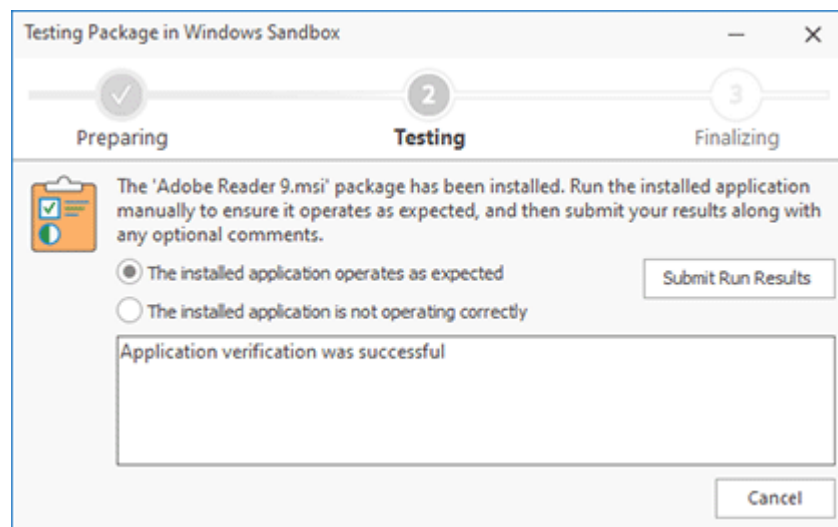 Testing Package in Windows Sandbox
2
3
Preparing
Testing
Finalizing
The 'Adobe Reader 9.msi' package has been installed. Run the installed application
manually to ensure it operates as expected, and then submit your results along with
any optional comments.
The installed application operates as expected
Submit Run Results
The installed application is not operating correctly
Application verification was successful
Cancel